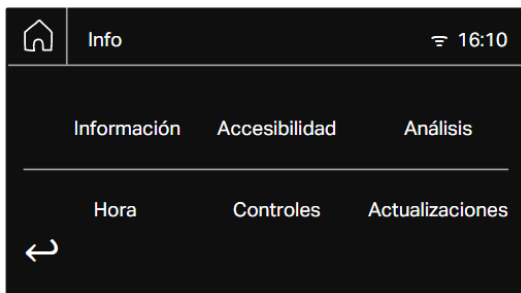 Info 16:10
Información Accesibilidad Análisis
Hora Controles Actualizaciones